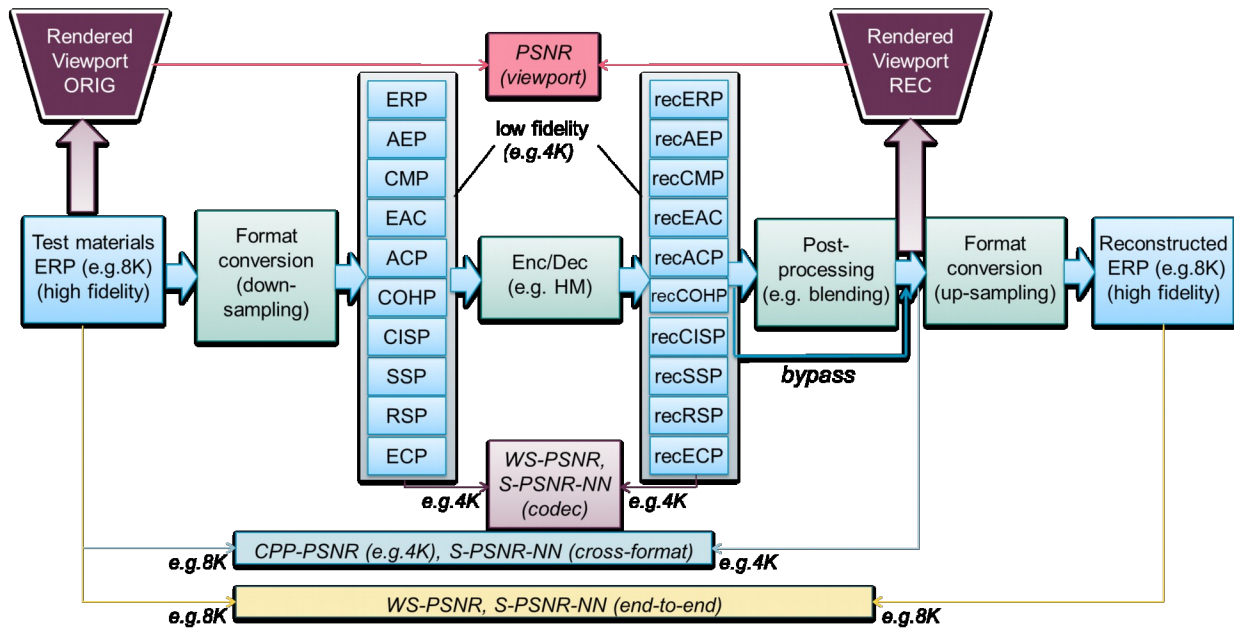 Rendered
Viewport
ORIG
PSNR
(viewport)
Rendered
Viewport
REC
ERP
AEP
CMP
EAC
ACP
COHP
CISP
SSP
RSP
ECP
low fidelity
(e.g.4K)
recERP
recAEP
recCMP
recEAC
recACP
recCOHP
recCISP
recSSP
recRSP
recECP
Test materials
ERP (e.g.8K)
(high fidelity)
Format
conversion
(down-
sampling)
Enc/Dec
(e.g. HM)
Post-
processing
(e.g. blending)
Format
conversion
(up-sampling)
Reconstructed
ERP (e.g.8K)
(high fidelity)
bypass
WS-PSNR,
S-PSNR-NN
(codec)
e.g.4K
e.g.4K
CPP-PSNR (e.g.4K), S-PSNR-NN (cross-format)
e.g.8K
e.g.4K
WS-PSNR, S-PSNR-NN (end-to-end)
e.g.8K
e.g.8K